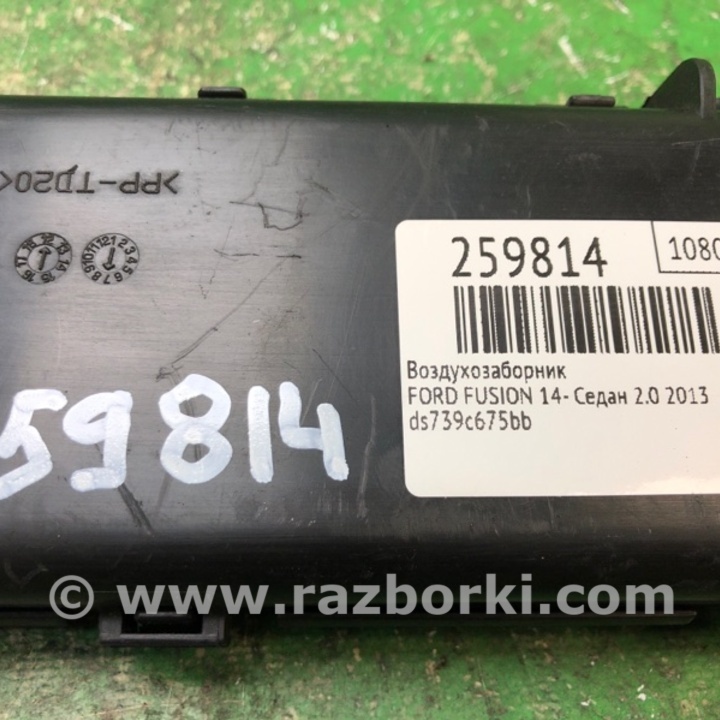 >PP-TD20<
259814
1080
Воздухозаборник
FORD FUSION 14- Седан 2.0 2013
ds739c675bb
59814
© www.razborki.com